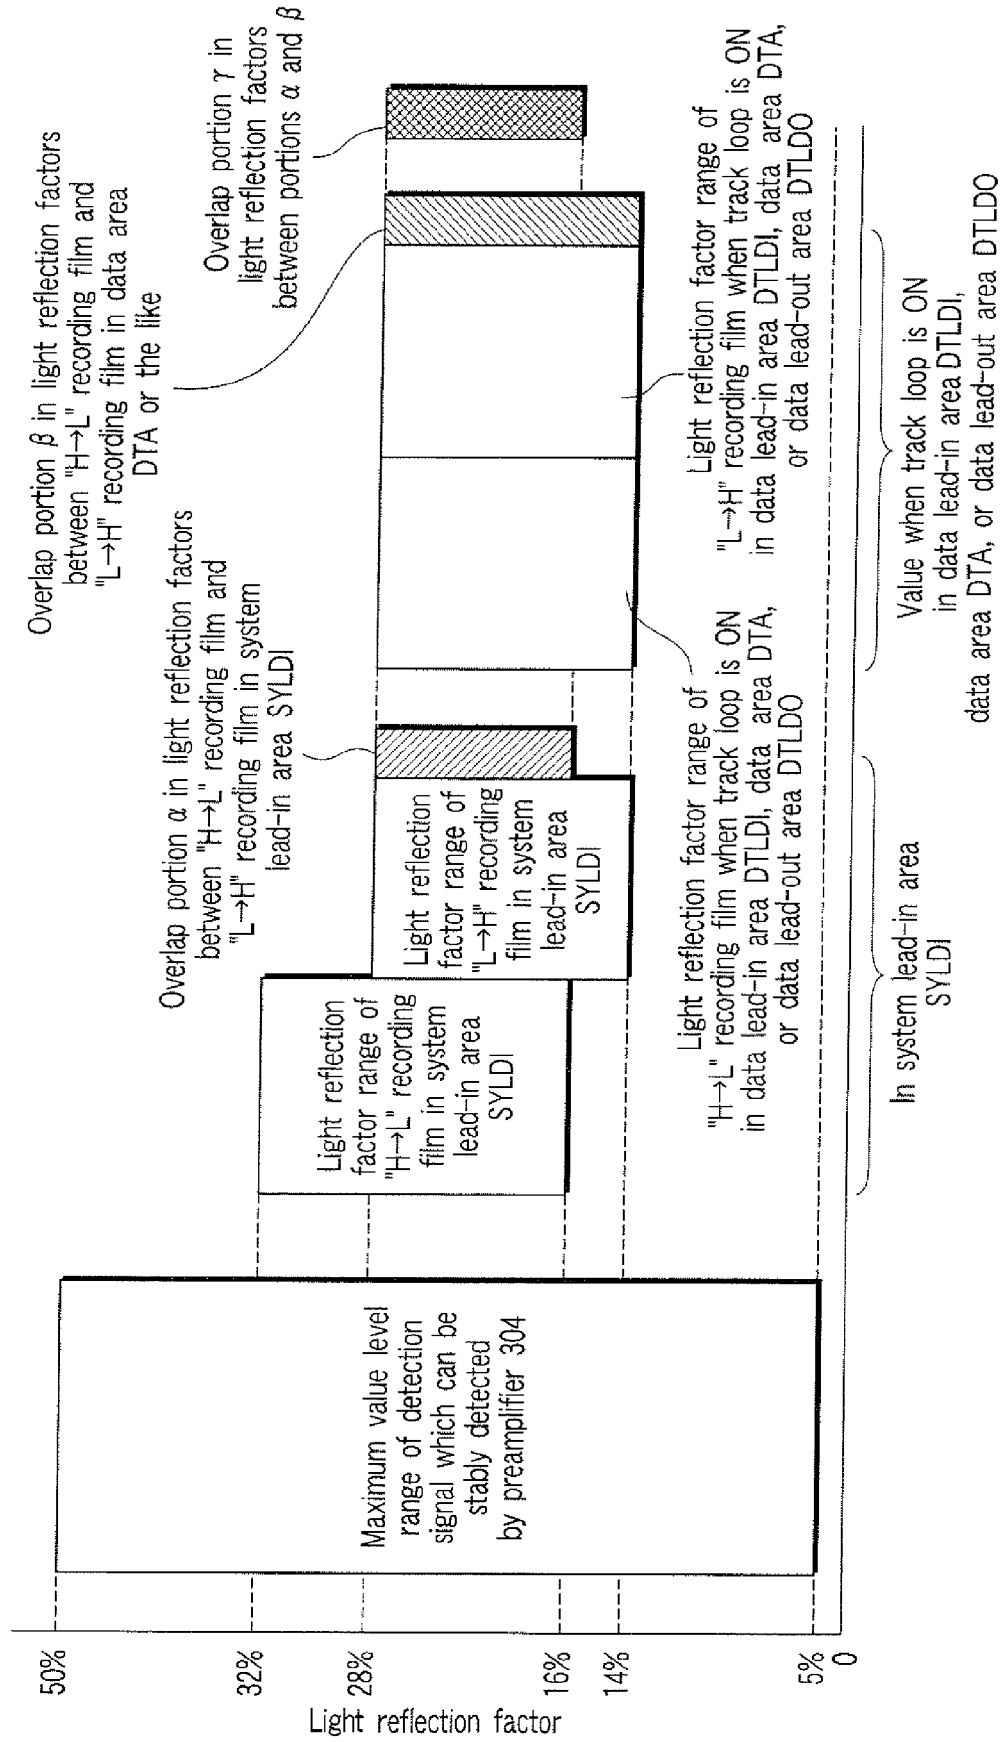 Overlap portion β in light reflection factors
between "H→L" recording film and
"L→H" recording film in data area
DTA or the like
Overlap portion γ in
light reflection factors
between portions α and β
Overlap portion α in light reflection factors
between "H→L" recording film and
"L→H" recording film in system
lead-in area SYLDI
50%
32%
28%
16%
14%
5%
0
Light reflection factor
Maximum value level
range of detection
signal which can be
stably detected
by preamplifier 304
Light reflection
factor range of
"H→L" recording
film in system
lead-in area
SYLDI
Light reflection
factor range of
"L→H" recording
film in system
lead-in area
SYLDI
Light reflection factor range of
"H→L" recording film when track loop is ON
in data lead-in area DTLDI, data area DTA,
or data lead-out area DTLDO
Light reflection factor range of
"L→H" recording film when track loop is ON
in data lead-in area DTLDI, data area DTA,
or data lead-out area DTLDO
In system lead-in area
SYLDI
Value when track loop is ON
in data lead-in area DTLDI,
data area DTA, or data lead-out area DTLDO